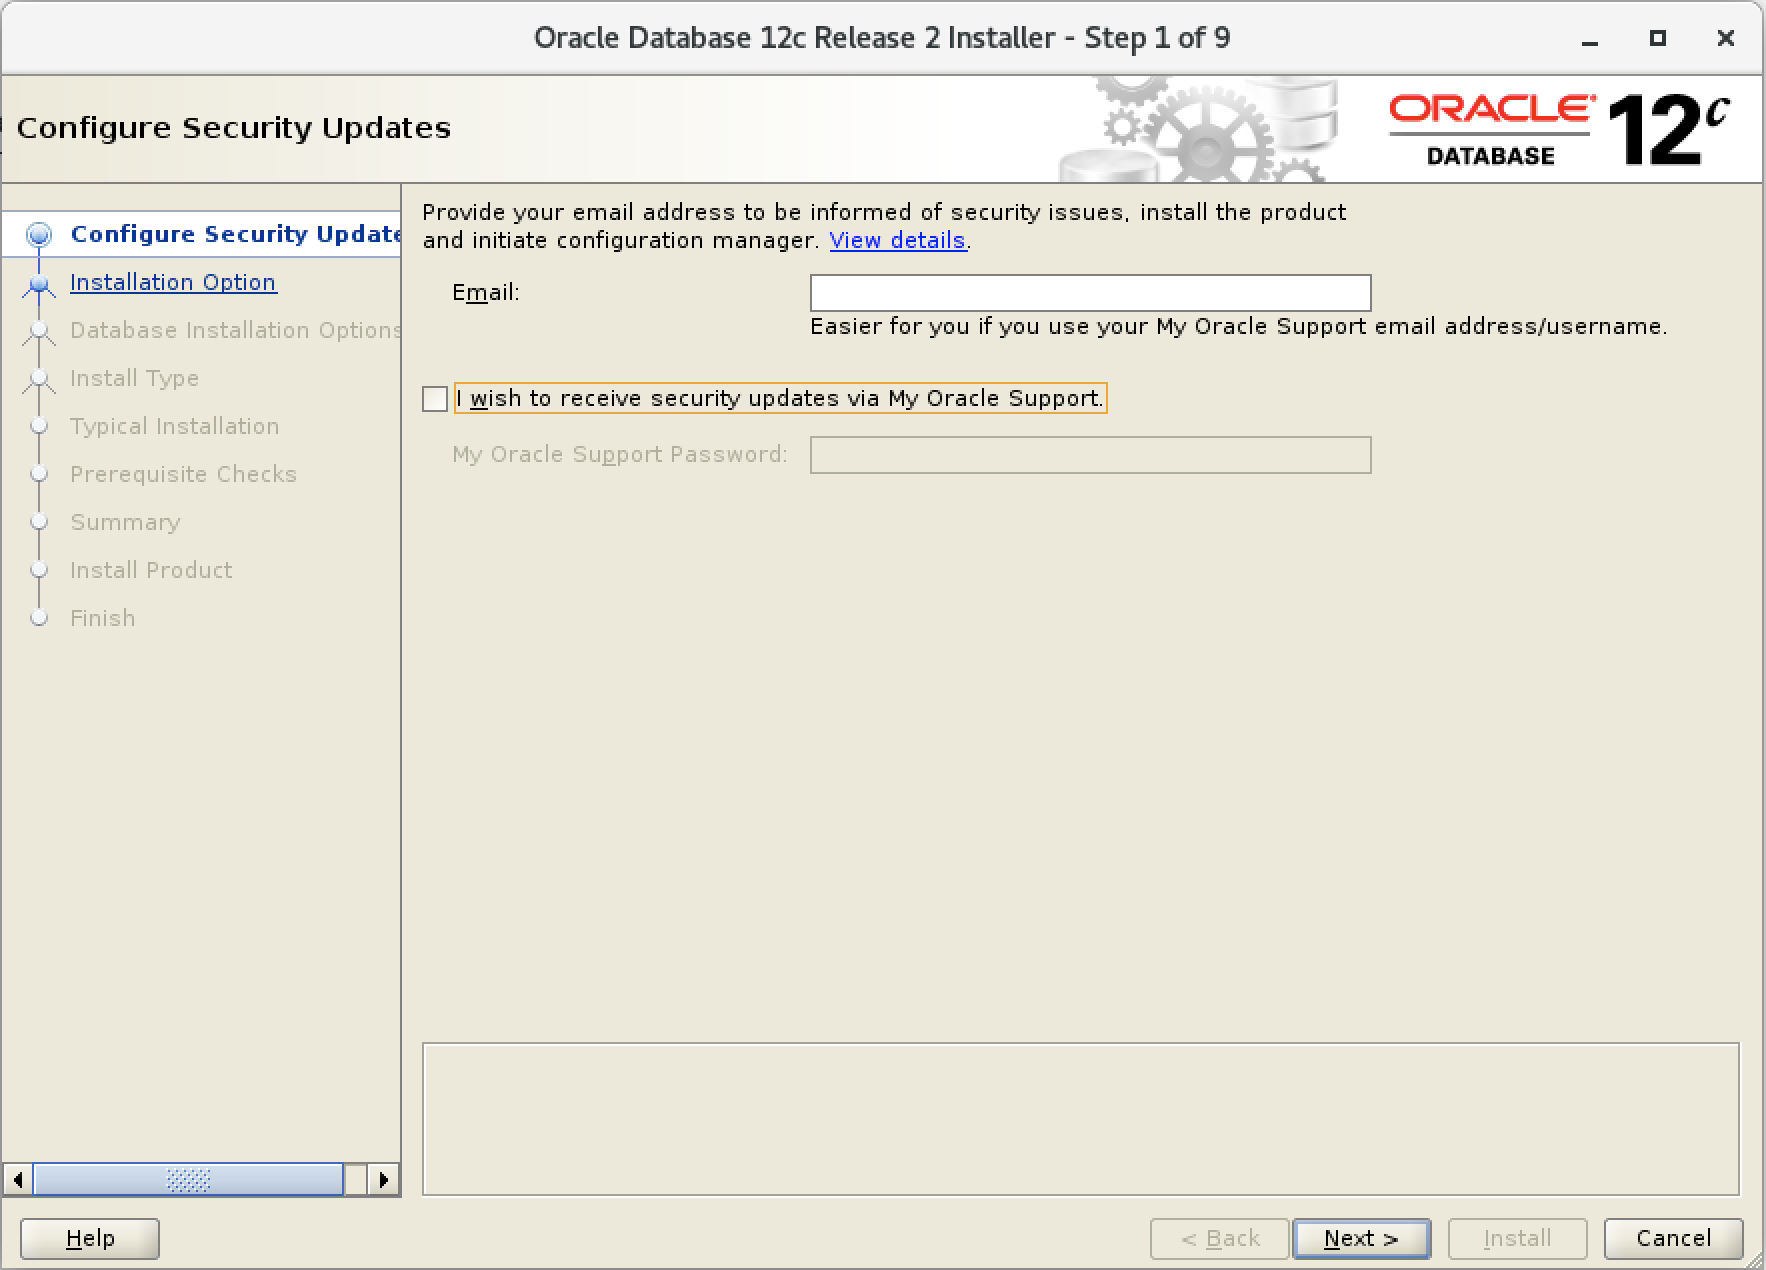 Oracle Database 12c Release 2 Installer - Step 1 of 9
Configure Security Updates
ORACLE 12c
DATABASE
Configure Security Update
Installation Option
Database Installation Options
Install Type
Typical Installation
Prerequisite Checks
Summary
Install Product
Finish
Provide your email address to be informed of security issues, install the product
and initiate configuration manager. View details.
Email:
Easier for you if you use your My Oracle Support email address/username.
I wish to receive security updates via My Oracle Support.
My Oracle Support Password:
Help
< Back
Next >
Install
Cancel